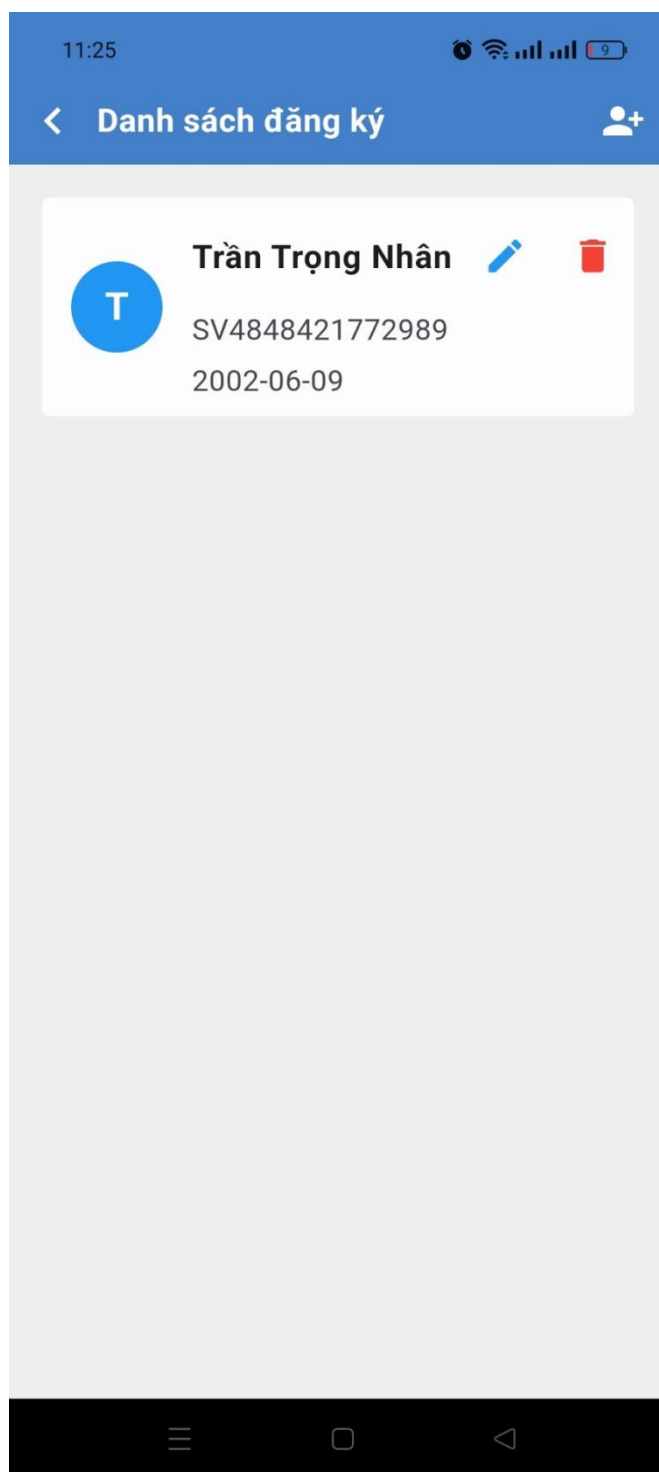 11:25
9
Danh sách đăng ký
T
Trần Trọng Nhân
SV4848421772989
2002-06-09